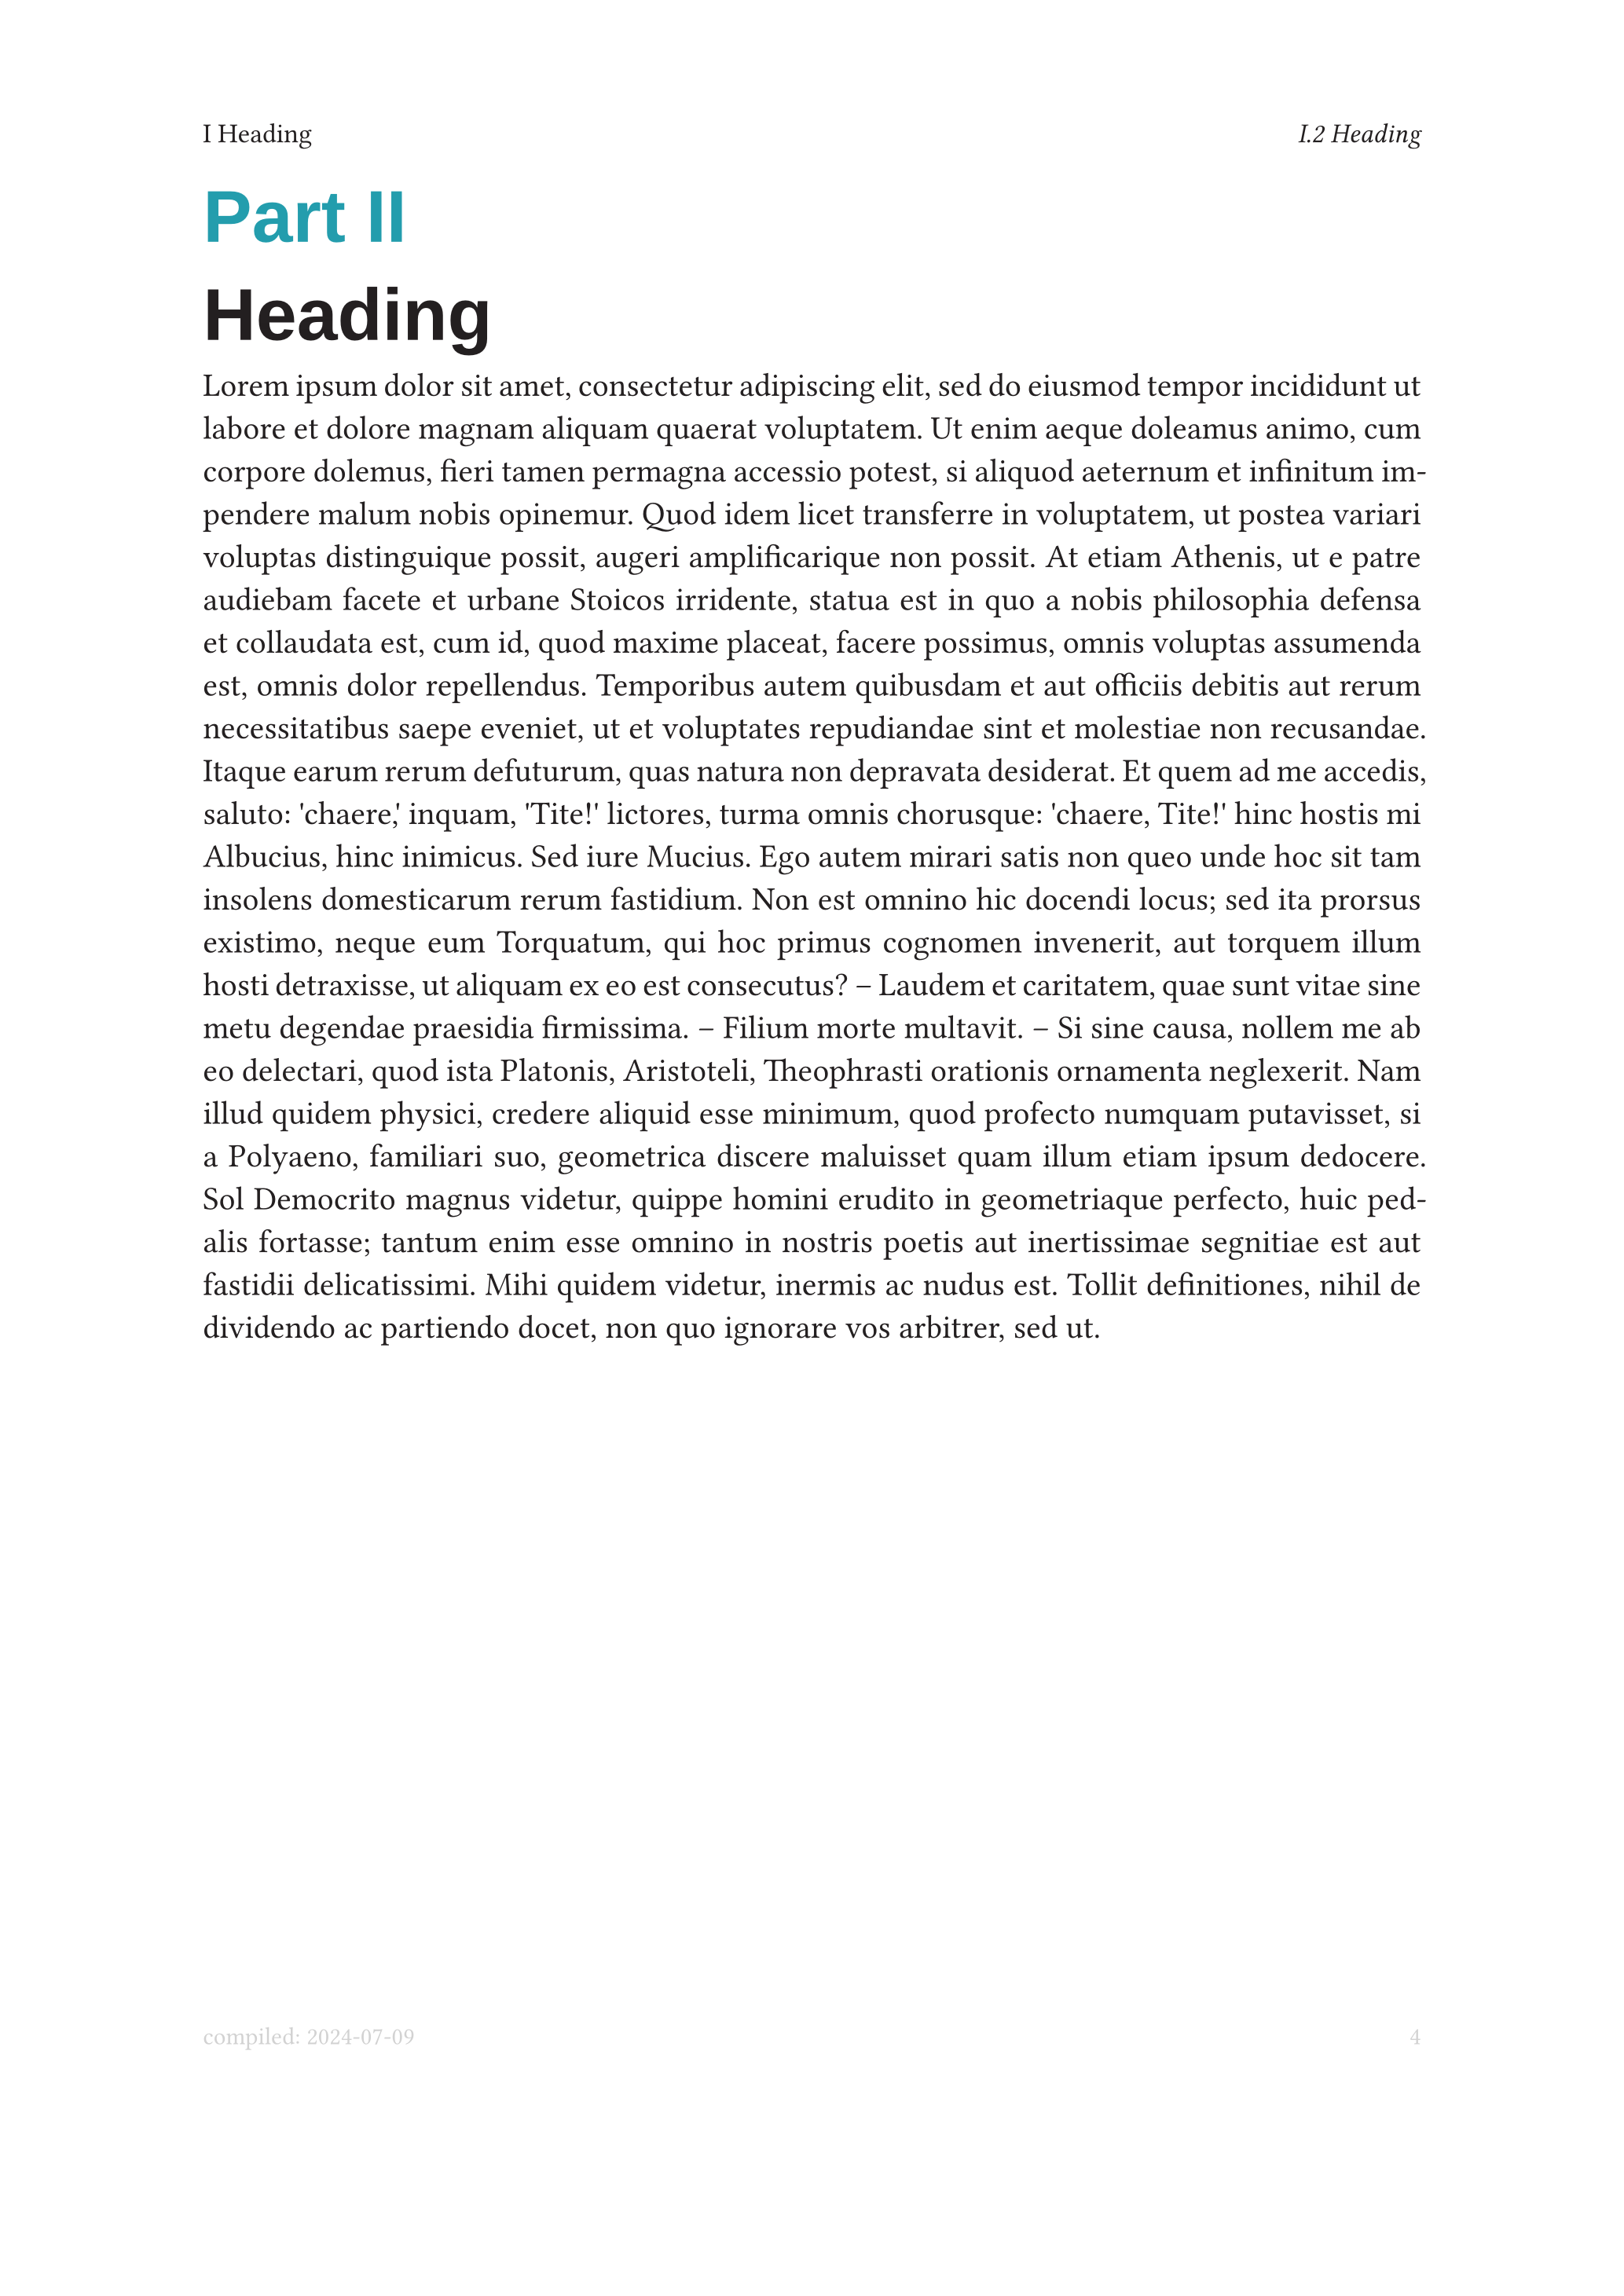 I Heading
I.2 Heading
Part II
Heading
Lorem ipsum dolor sit amet, consectetur adipiscing elit, sed do eiusmod tempor incididunt ut
labore et dolore magnam aliquam quaerat voluptatem. Ut enim aeque doleamus animo, cum
corpore dolemus, fieri tamen permagna accessio potest, si aliquod aeternum et infinitum im-
pendere malum nobis opinemur. Quod idem licet transferre in voluptatem, ut postea variari
voluptas distinguique possit, augeri amplificarique non possit. At etiam Athenis, ut e patre
audiebam facete et urbane Stoicos irridente, statua est in quo a nobis philosophia defensa
et collaudata est, cum id, quod maxime placeat, facere possimus, omnis voluptas assumenda
est, omnis dolor repellendus. Temporibus autem quibusdam et aut officiis debitis aut rerum
necessitatibus saepe eveniet, ut et voluptates repudiandae sint et molestiae non recusandae.
Itaque earum rerum defuturum, quas natura non depravata desiderat. Et quem ad me accedis,
saluto: 'chaere,' inquam, 'Tite!' lictores, turma omnis chorusque: 'chaere, Tite!' hinc hostis mi
Albucius, hinc inimicus. Sed iure Mucius. Ego autem mirari satis non queo unde hoc sit tam
insolens domesticarum rerum fastidium. Non est omnino hic docendi locus; sed ita prorsus
existimo, neque eum Torquatum, qui hoc primus cognomen invenerit, aut torquem illum
hosti detraxisse, ut aliquam ex eo est consecutus? – Laudem et caritatem, quae sunt vitae sine
metu degendae praesidia firmissima. – Filium morte multavit. – Si sine causa, nollem me ab
eo delectari, quod ista Platonis, Aristoteli, Theophrasti orationis ornamenta neglexerit. Nam
illud quidem physici, credere aliquid esse minimum, quod profecto numquam putavisset, si
a Polyaeno, familiari suo, geometrica discere maluisset quam illum etiam ipsum dedocere.
Sol Democrito magnus videtur, quippe homini erudito in geometriaque perfecto, huic ped-
alis fortasse; tantum enim esse omnino in nostris poetis aut inertissimae segnitiae est aut
fastidii delicatissimi. Mihi quidem videtur, inermis ac nudus est. Tollit definitiones, nihil de
dividendo ac partiendo docet, non quo ignorare vos arbitrer, sed ut.
compiled: 2024-07-09
4